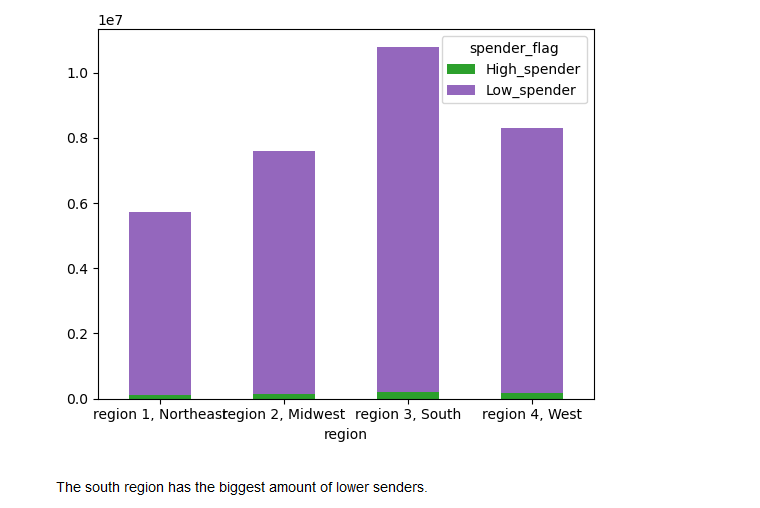 1e7
spender_flag
High_spender
Low_spender
1.0
0.8
0.6
0.4
0.2
0.0
region 1, Northeast region 2, Midwest region 3, South region 4, West
region
The south region has the biggest amount of lower senders.